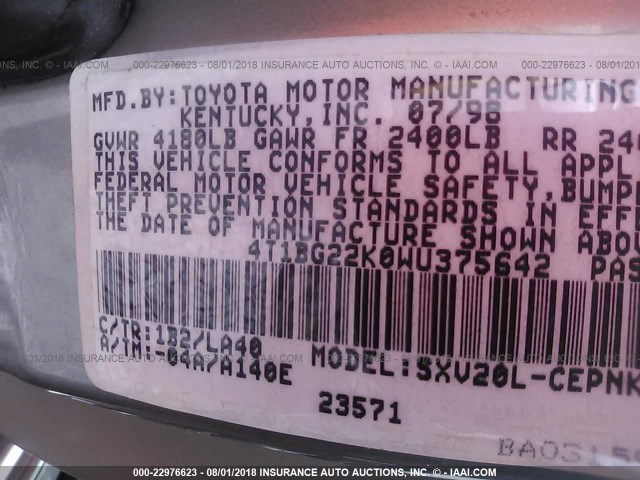 000-22976623 - 08/01/2018 INSURANCE AUTO AUCTIONS, INC. © - IAAI.COM
MFD.BY:TOYOTA MOTOR MANUFACTURING
KENTUCKY,INC. 07/98
GVWR 4180LB GAWR FR 2400LB RR
THIS VEHICLE CONFORMS TO ALL APPL
FEDERAL MOTOR VEHICLE SAFETY,BUMP
THEFT PREVENTION STANDARDS IN EFF
THE DATE OF MANUFACTURE SHOWN ABO
4T1BG22K0WU375642 PAS
C/TR:1B2/LA40
A/TM:-04A/A140E
MODEL:SXV20L-CEPNK
23571
000-22976623 - 08/01/2018 INSURANCE AUTO AUCTIONS, INC. © - IAAI.COM